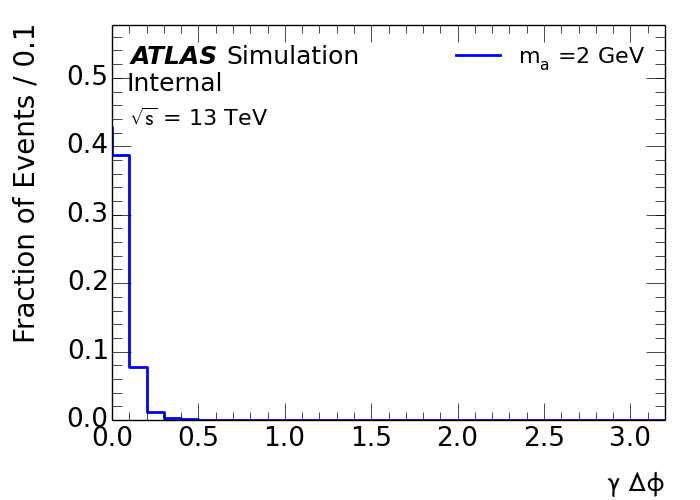 Fraction of Events / 0.1
0.5
0.4
0.3
0.2
0.1
0.0
ATLAS Simulation
Internal
√s = 13 TeV
mₐ =2 GeV
0.0 0.5 1.0 1.5 2.0 2.5 3.0
γ Δϕ